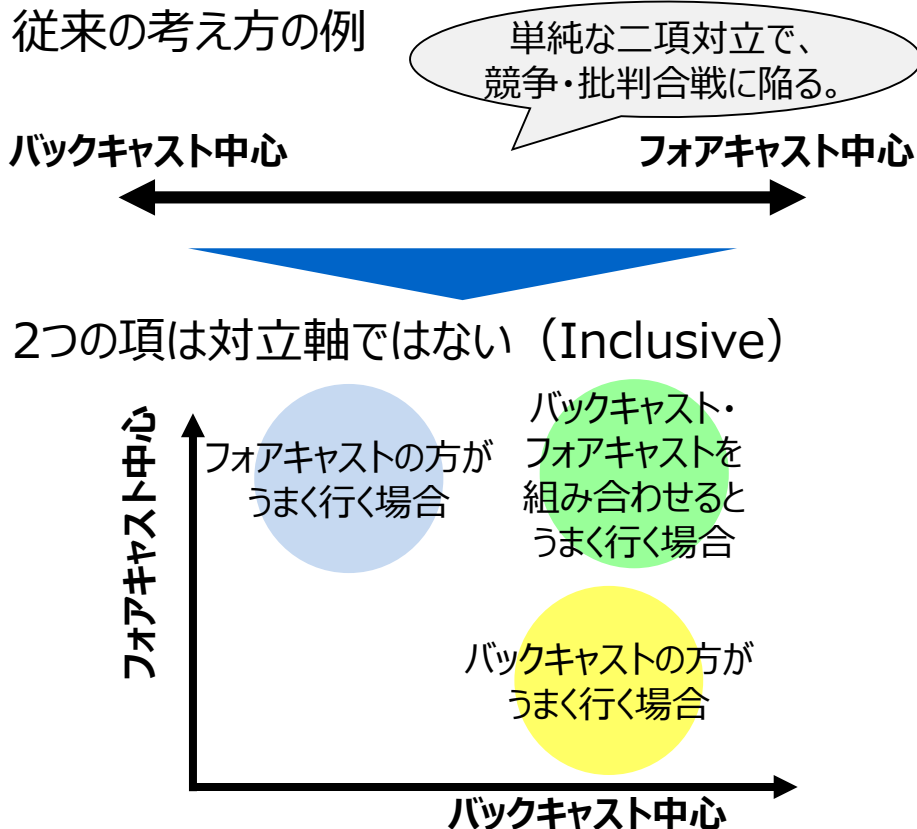 従来の考え方の例
単純な二項対立で、
競争・批判合戦に陥る。
バックキャスト中心
フォアキャスト中心
2つの項は対立軸ではない（Inclusive）
フォアキャスト中心
フォアキャストの方が
うまく行く場合
バックキャスト・
フォアキャストを
組み合わせると
うまく行く場合
バックキャストの方が
うまく行く場合
バックキャスト中心